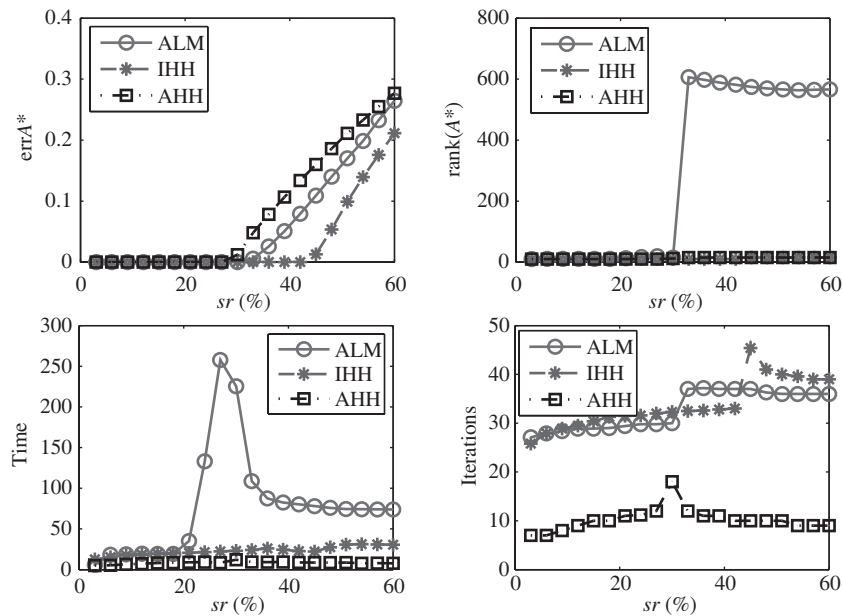 0.4
0.3
0.2
0.1
0
errA*
ALM
IHH
AHH
0 20 40 60
sr (%)
800
600
400
200
0
rank(A*)
ALM
IHH
AHH
0 20 40 60
sr (%)
300
250
200
150
100
50
0
Time
ALM
IHH
AHH
0 20 40 60
sr (%)
50
40
30
20
10
0
Iterations
ALM
IHH
AHH
0 20 40 60
sr (%)